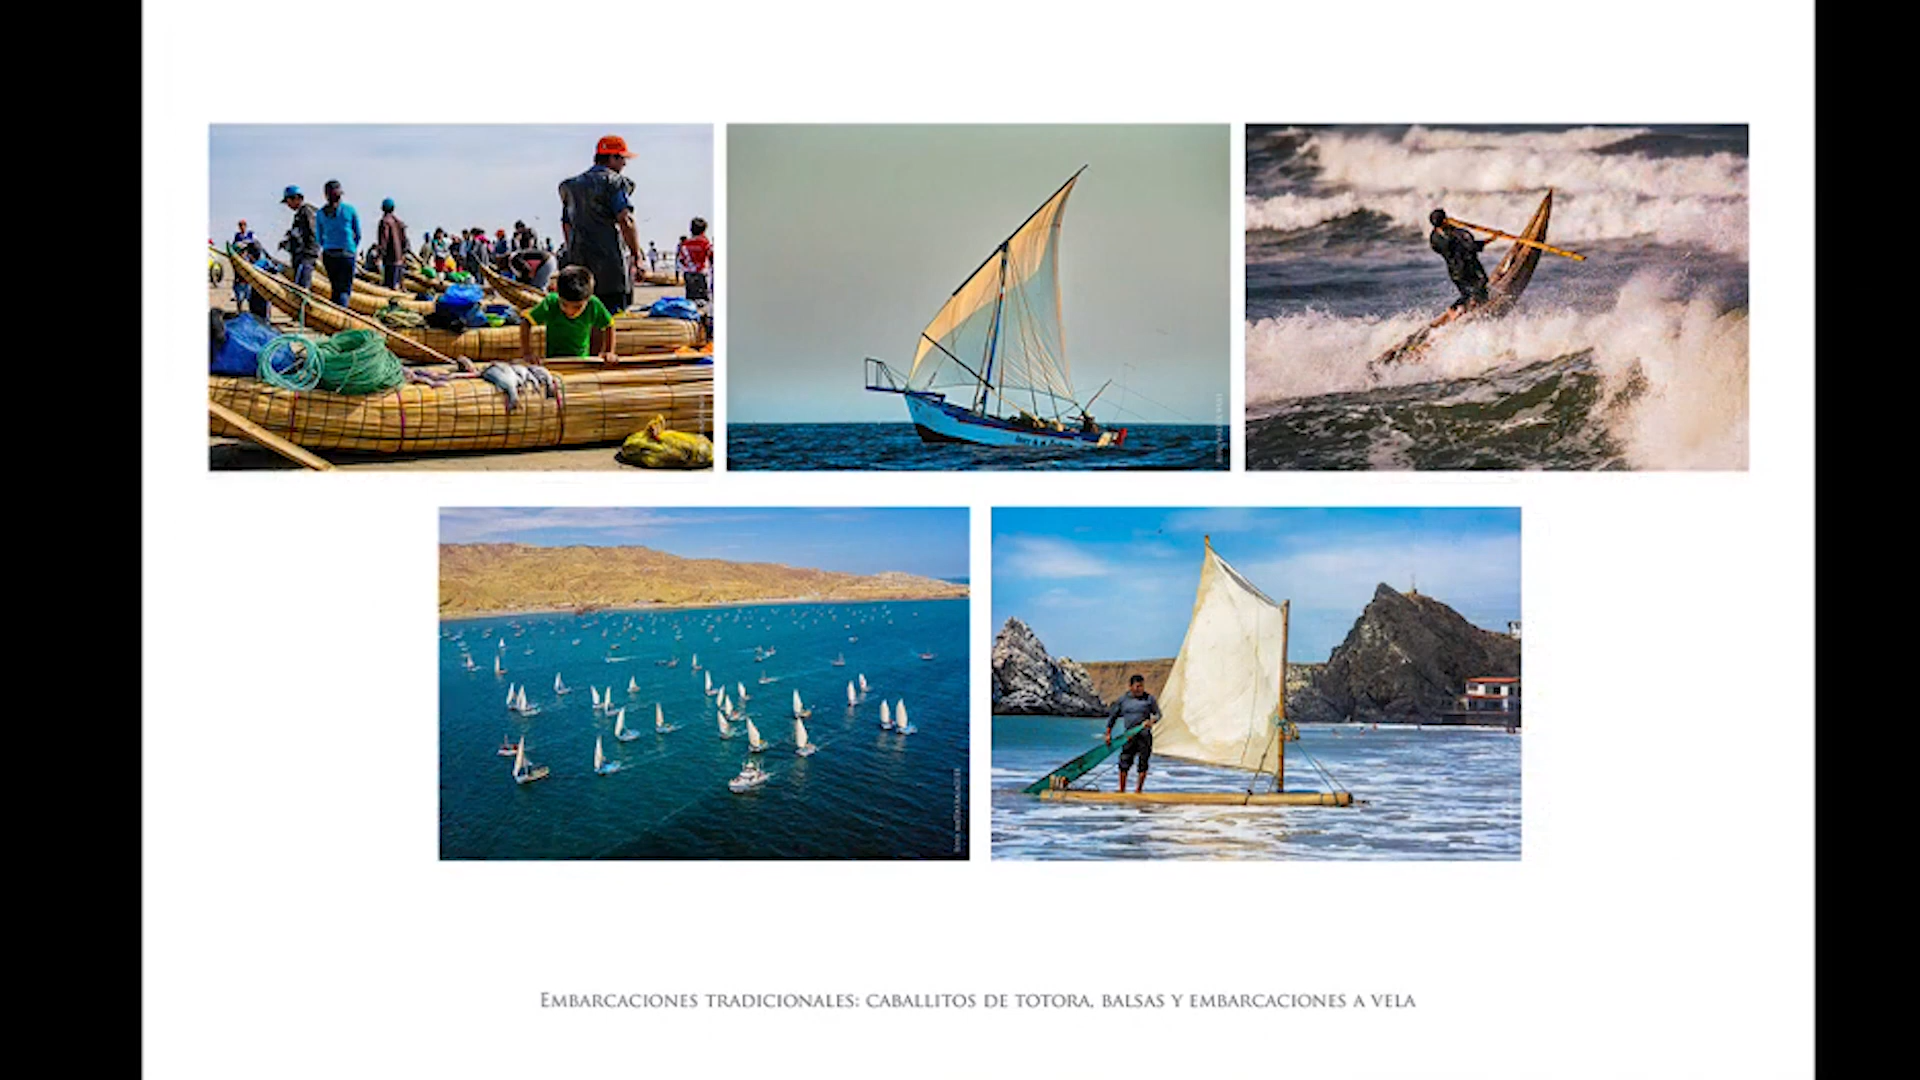 Embarcaciones tradicionales: caballitos de totora, balsas y embarcaciones a vela